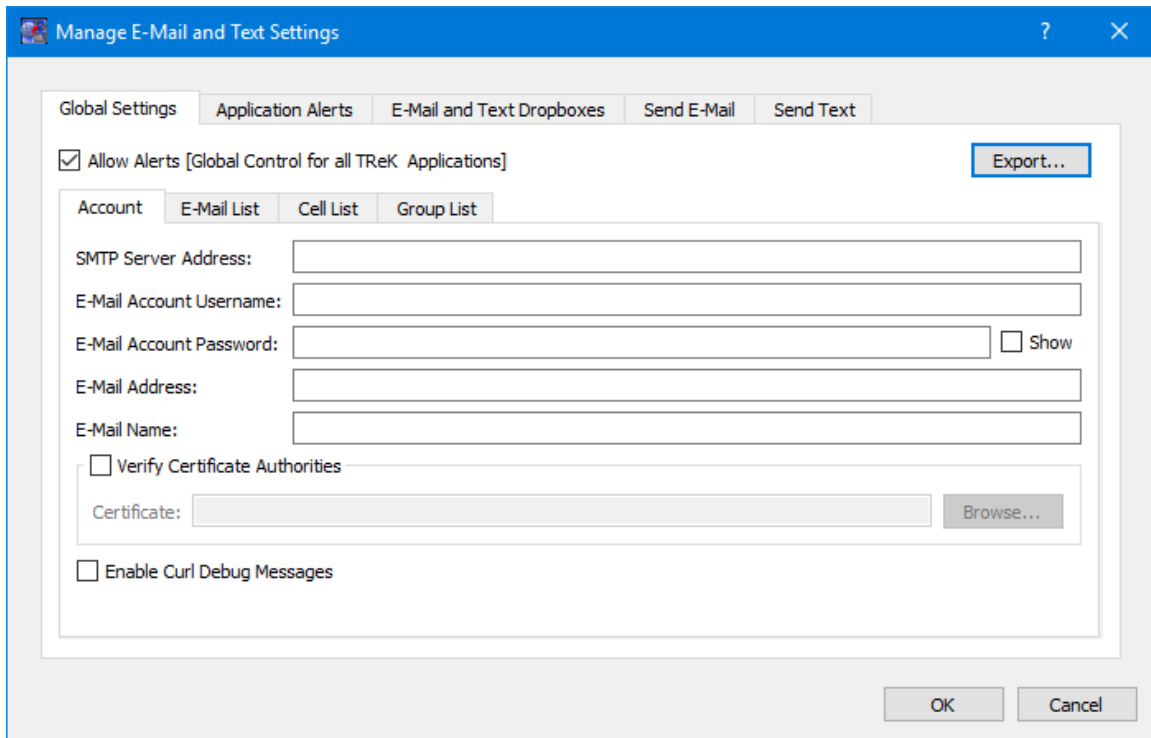 Manage E-Mail and Text Settings
Global Settings Application Alerts E-Mail and Text Dropboxes Send E-Mail Send Text
Allow Alerts [Global Control for all TReK Applications] Export...
Account E-Mail List Cell List Group List
SMTP Server Address:
E-Mail Account Username:
E-Mail Account Password: Show
E-Mail Address:
E-Mail Name:
Verify Certificate Authorities
Certificate: Browse...
Enable Curl Debug Messages
OK Cancel